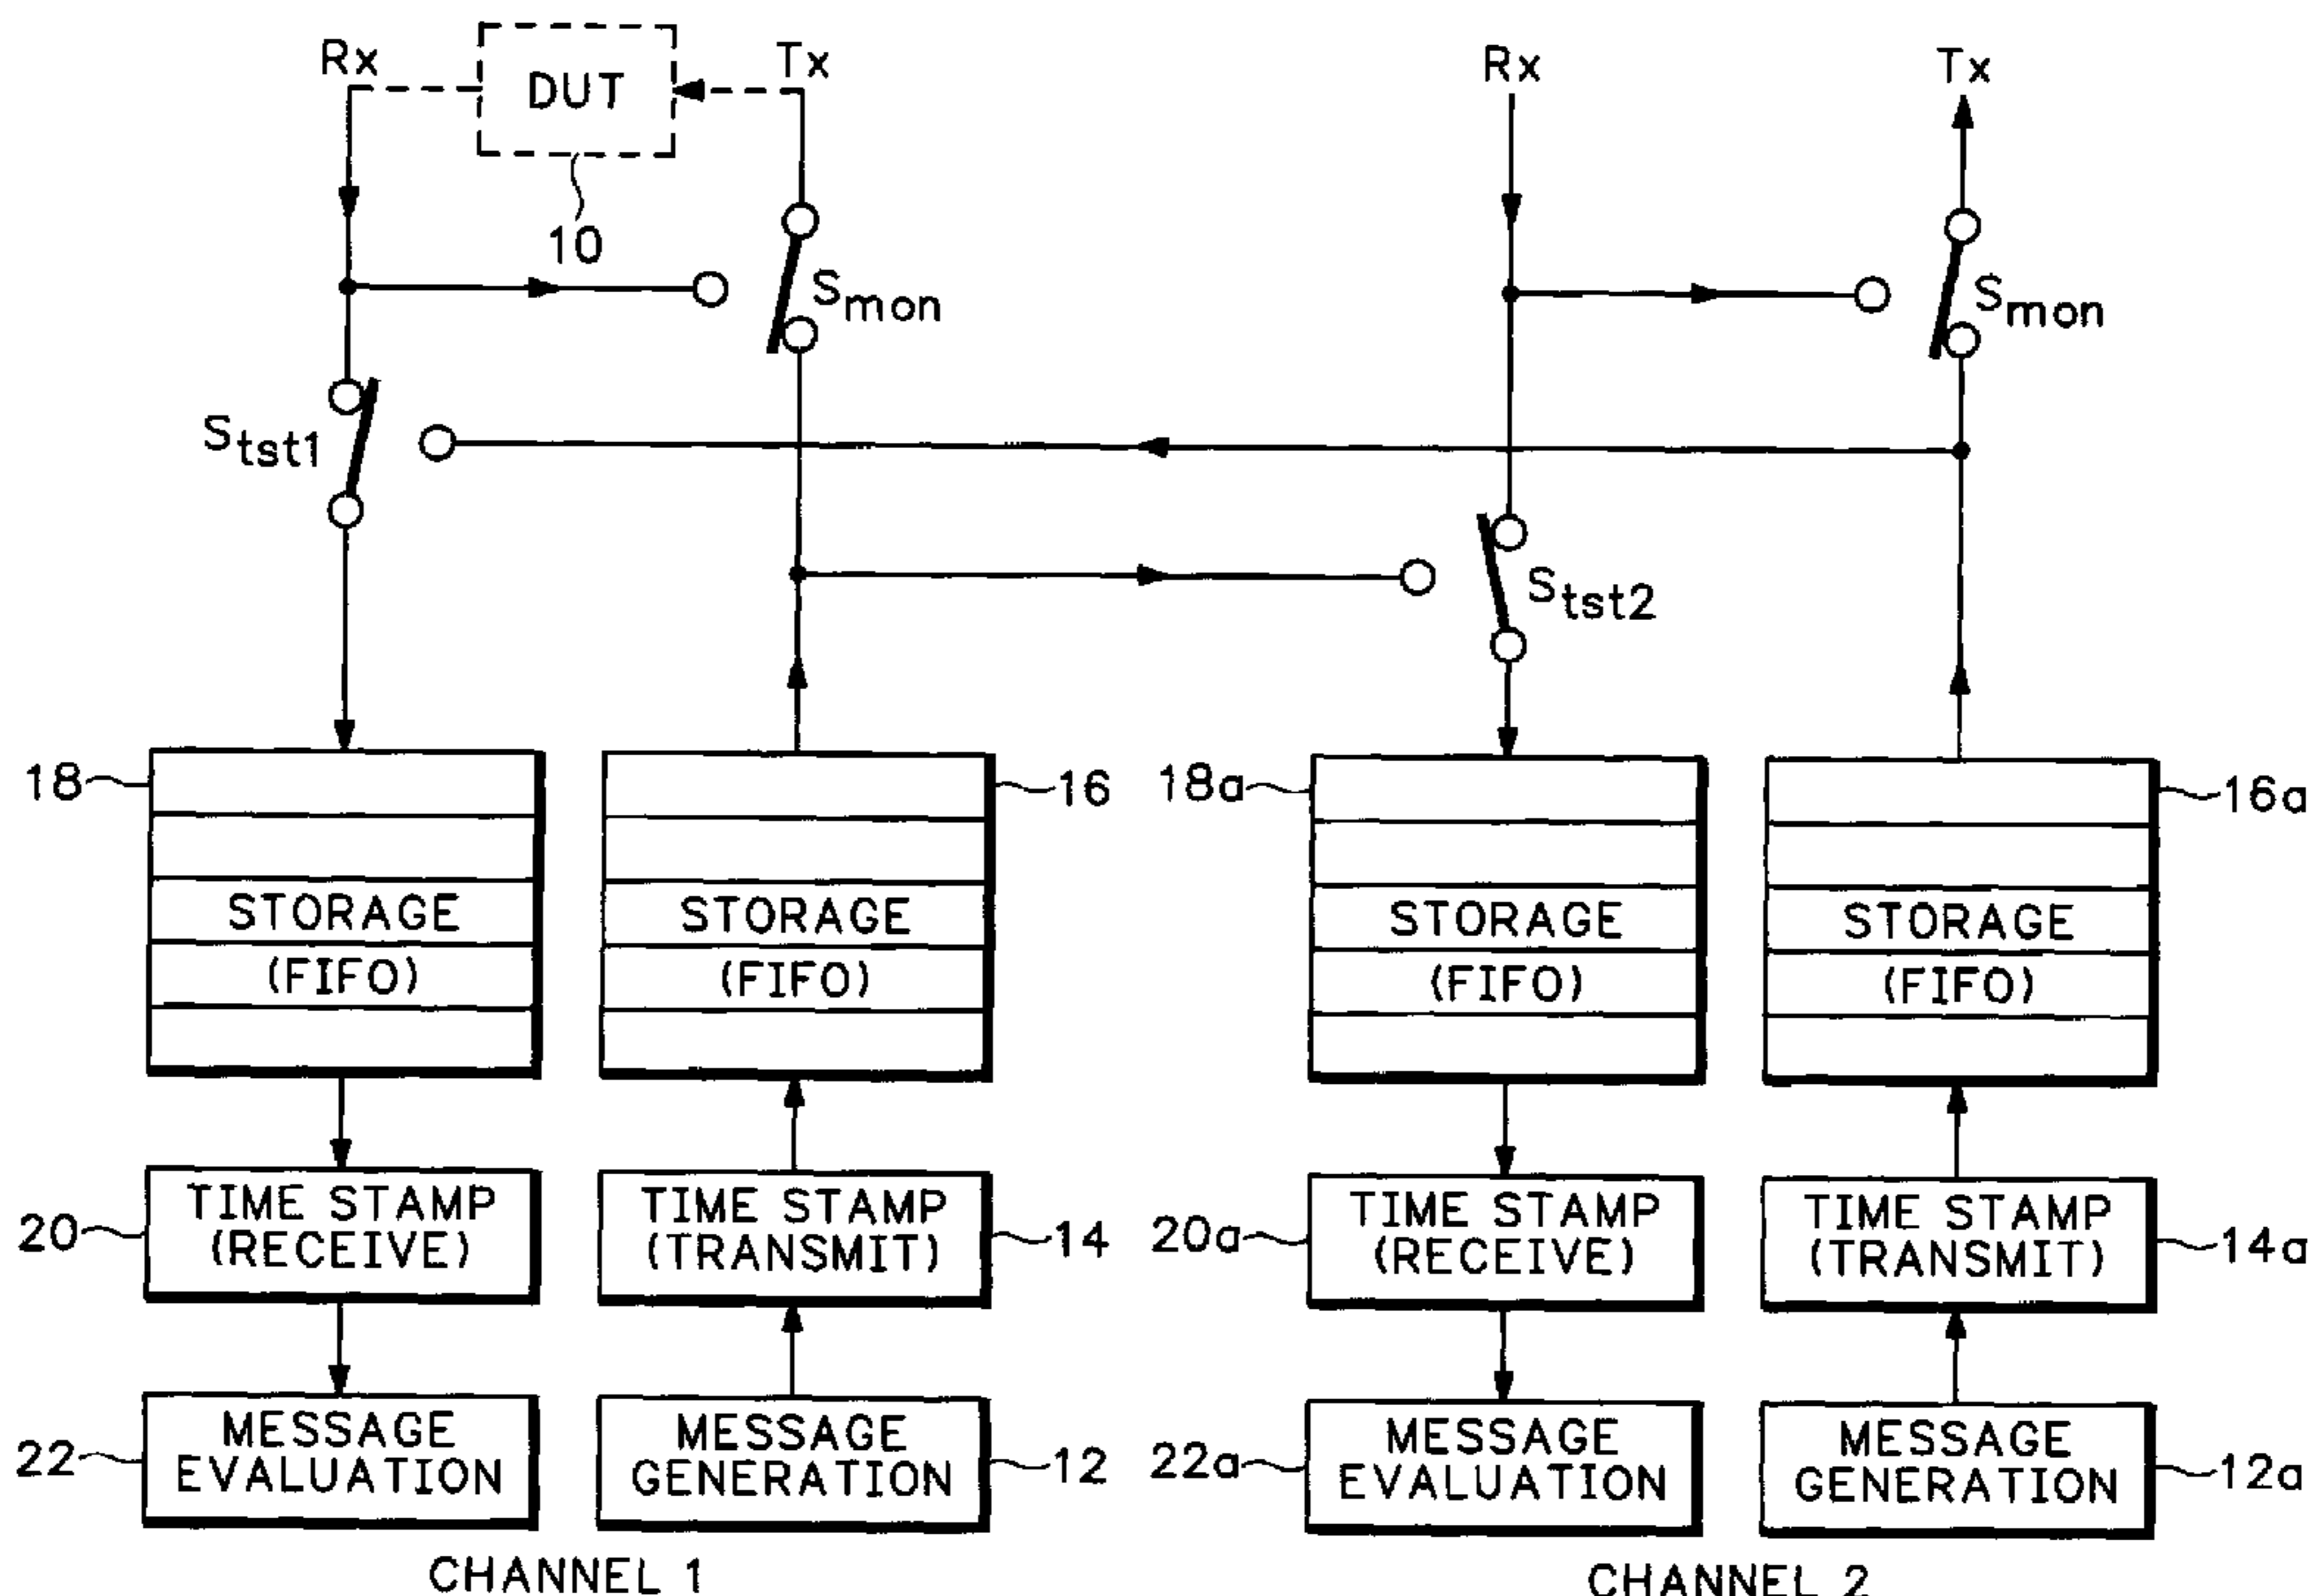 Rx
DUT
Tx
10
Smon
Stst1
Rx
Tx
Smon
Stst2
18
STORAGE
(FIFO)
16
STORAGE
(FIFO)
18a
STORAGE
(FIFO)
16a
STORAGE
(FIFO)
20
TIME STAMP
(RECEIVE)
14
TIME STAMP
(TRANSMIT)
20a
TIME STAMP
(RECEIVE)
14a
TIME STAMP
(TRANSMIT)
22
MESSAGE
EVALUATION
12
MESSAGE
GENERATION
22a
MESSAGE
EVALUATION
12a
MESSAGE
GENERATION
CHANNEL 1
CHANNEL 2